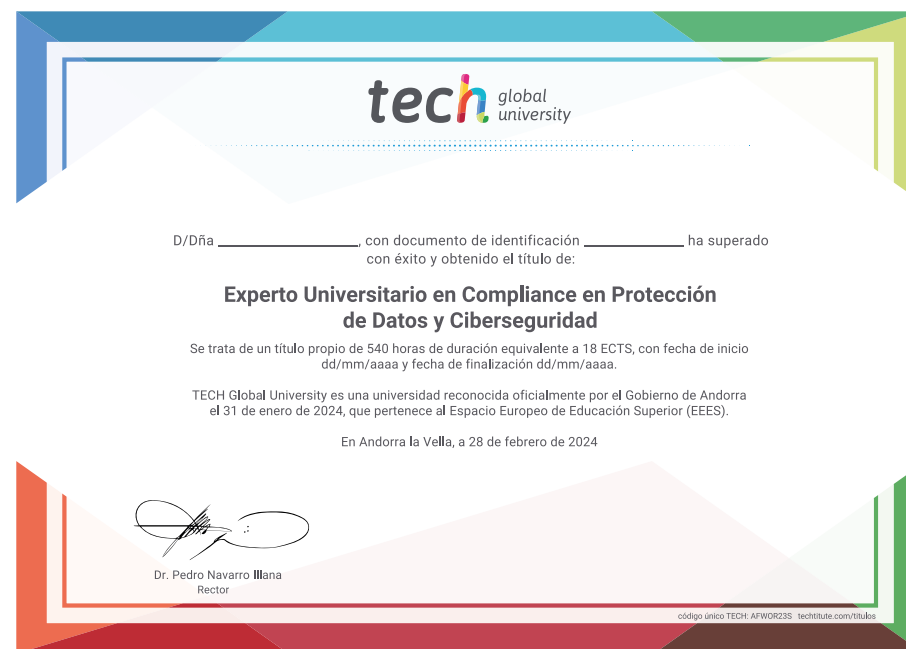 tech global university
D/Dña ____________________, con documento de identificación ______________ ha superado
con éxito y obtenido el título de:
Experto Universitario en Compliance en Protección
de Datos y Ciberseguridad
Se trata de un título propio de 540 horas de duración equivalente a 18 ECTS, con fecha de inicio
dd/mm/aaaa y fecha de finalización dd/mm/aaaa.
TECH Global University es una universidad reconocida oficialmente por el Gobierno de Andorra
el 31 de enero de 2024, que pertenece al Espacio Europeo de Educación Superior (EEES).
En Andorra la Vella, a 28 de febrero de 2024
Dr. Pedro Navarro Illana
Rector
código único TECH: AFWOR23S techtitute.com/titulos